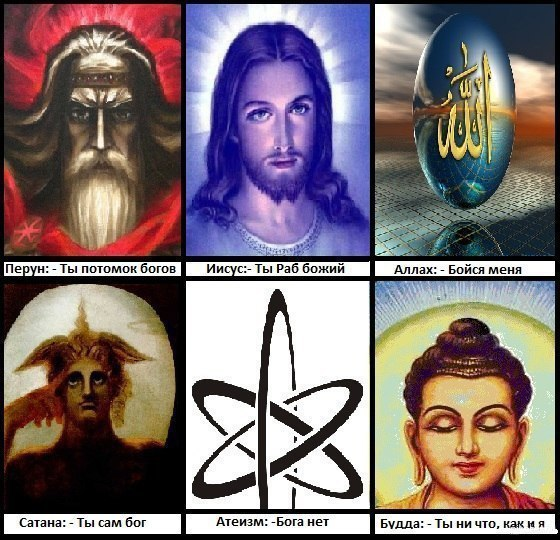 الله
Перун: - Ты потомок богов
Иисус:- Ты Раб божий
Аллах: - Бойся меня
Сатана: - Ты сам бог
Атеизм: -Бога нет
Будда: - Ты ни что, как и я